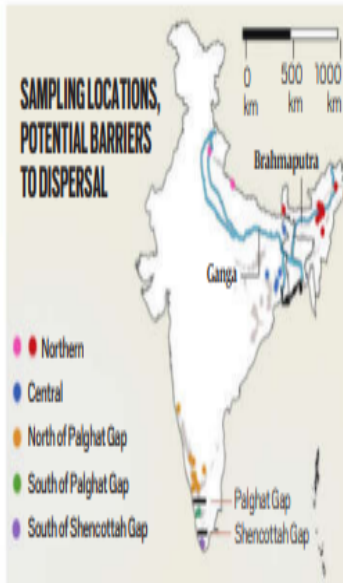 SAMPLING LOCATIONS,
POTENTIAL BARRIERS
TO DISPERSAL
0 500 1000
km km km
Brahmaputra
Ganga
Northern
Central
North of Palghat Gap
South of Palghat Gap
South of Shencottah Gap
Palghat Gap
Shencottah Gap